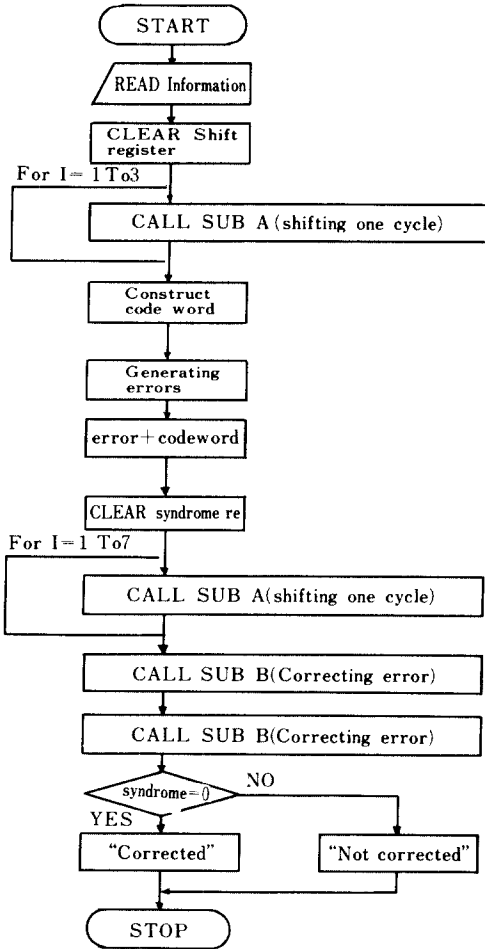 START
READ Information
CLEAR Shift
register
For I=1 To3
CALL SUB A(shifting one cycle)
Construct
code word
Generating
errors
error+codeword
CLEAR syndrome re
For I=1 To7
CALL SUB A(shifting one cycle)
CALL SUB B(Correcting error)
CALL SUB B(Correcting error)
syndrome=0
NO
YES
"Corrected"
"Not corrected"
STOP